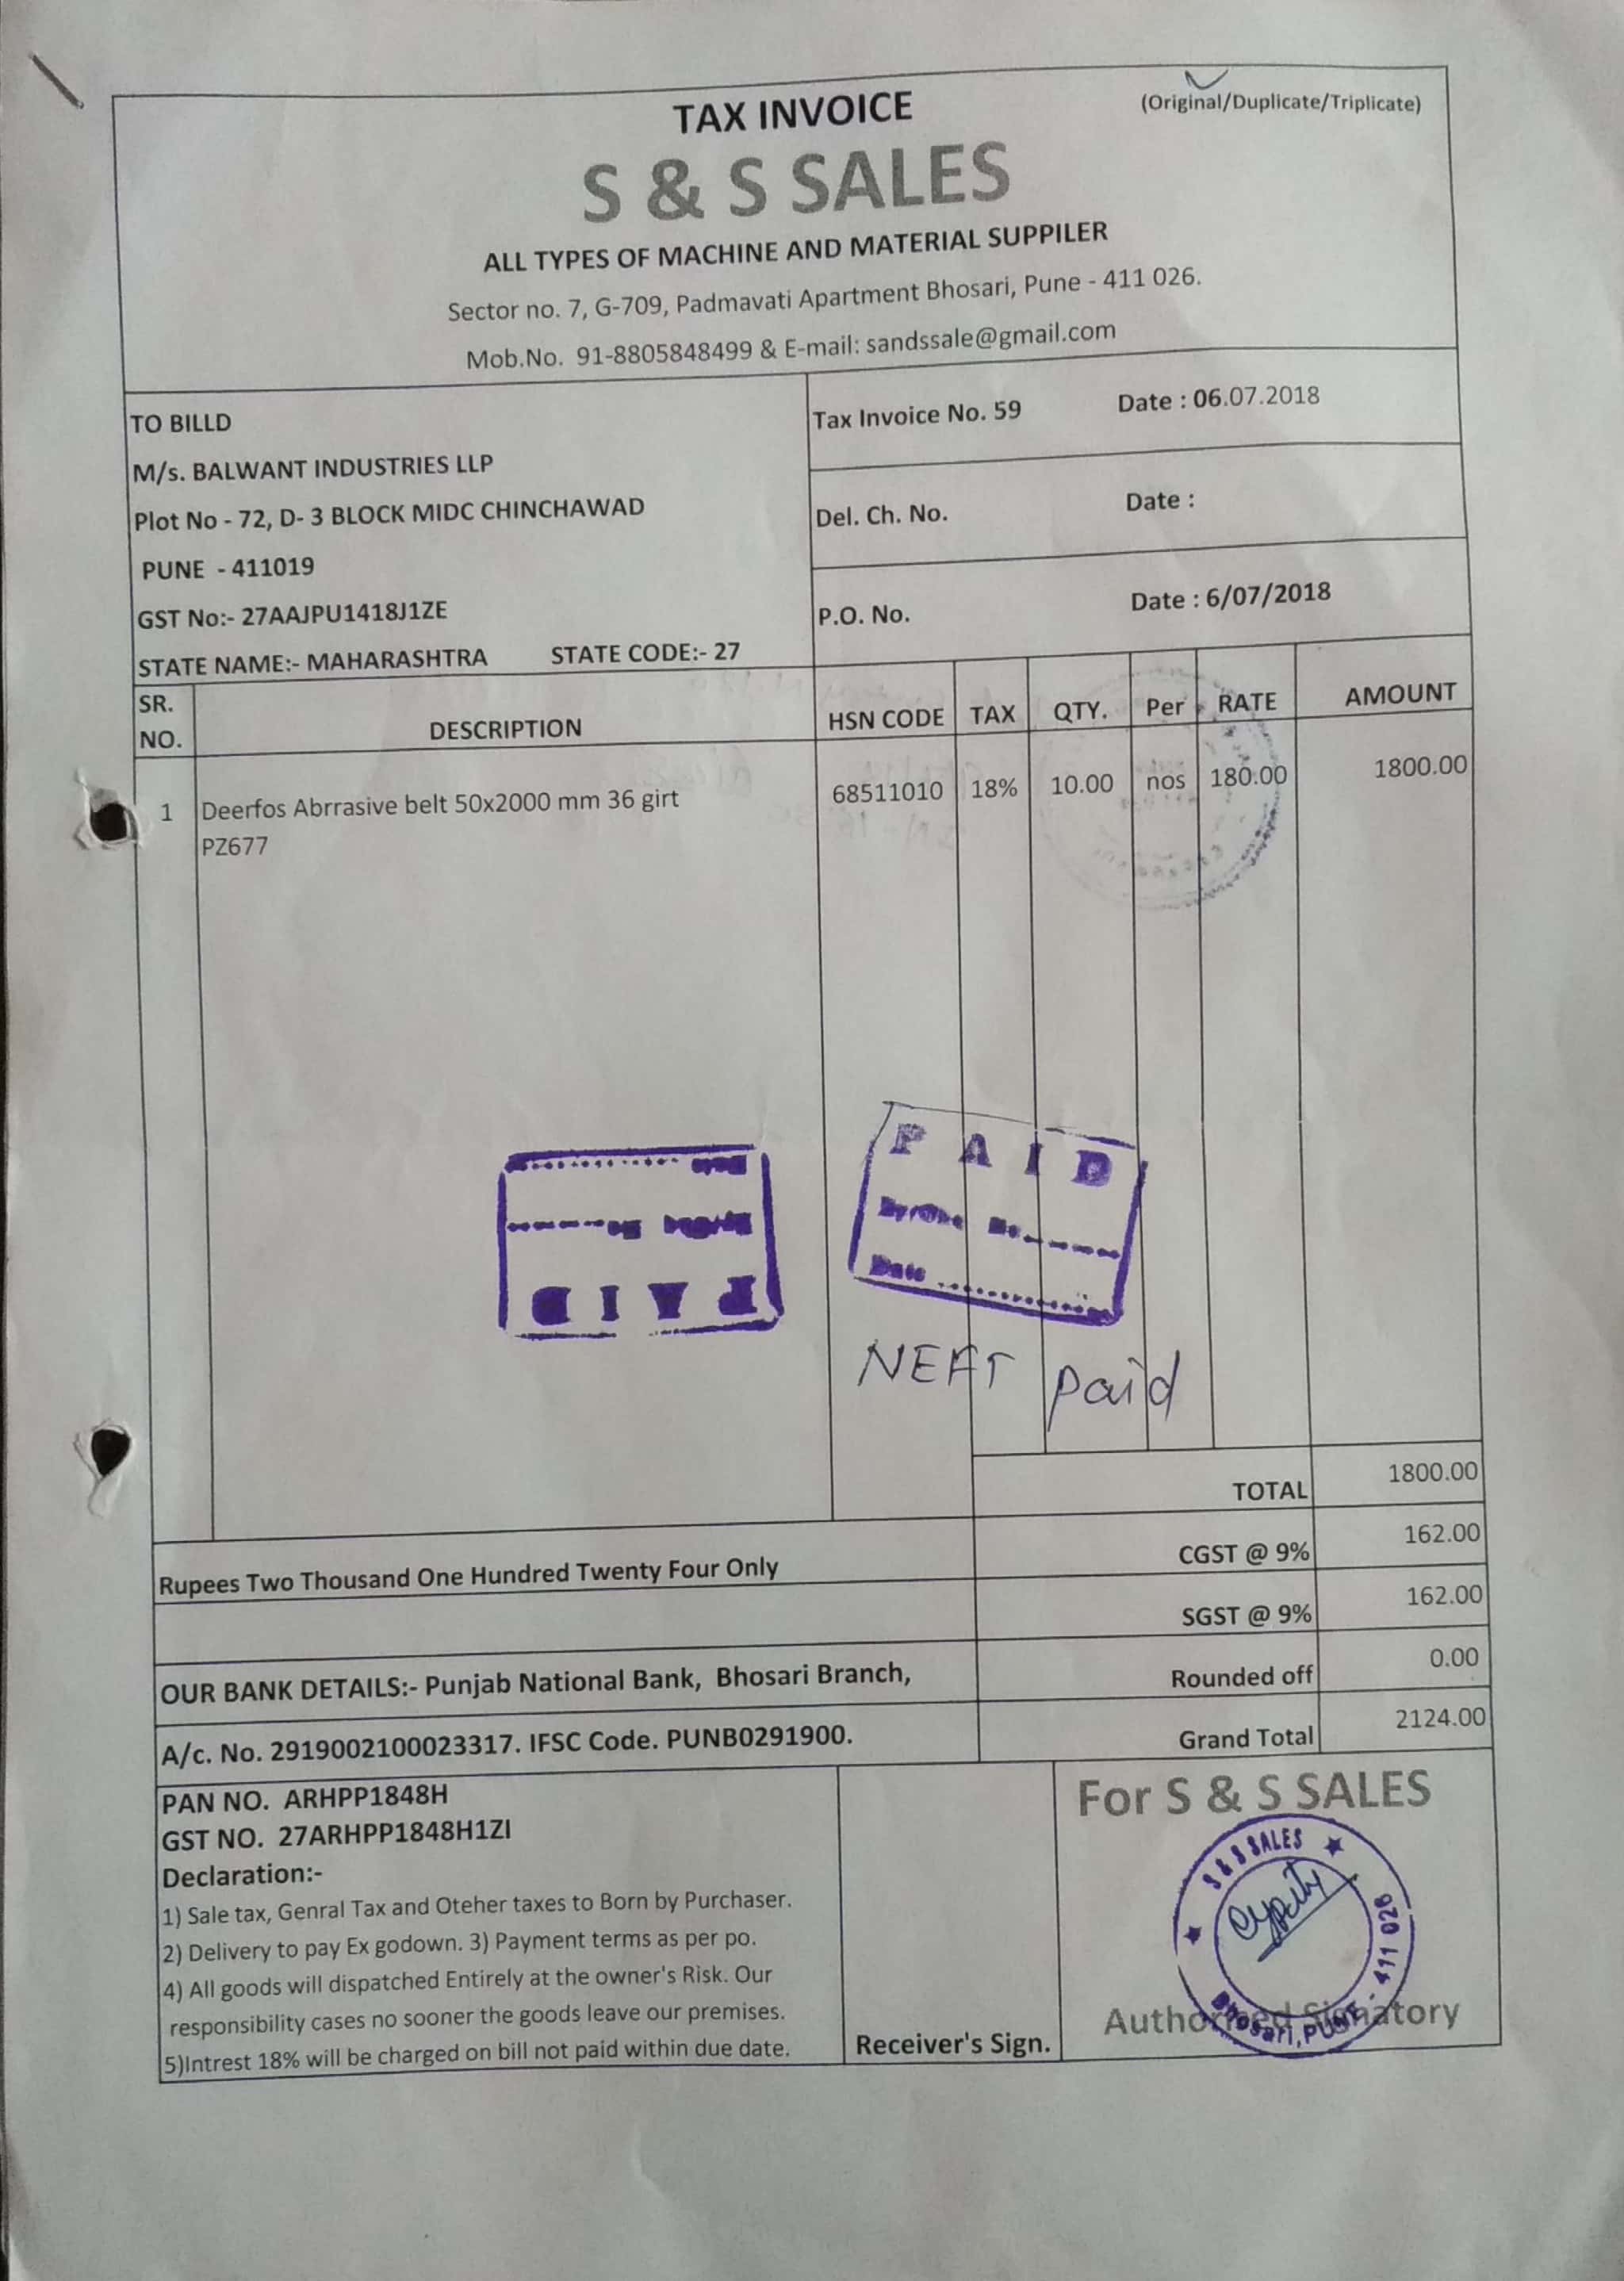 (Original/Duplicate/Triplicate)
TAX INVOICE
S & S SALES
ALL TYPES OF MACHINE AND MATERIAL SUPPILER
Sector no. 7, G-709, Padmavati Apartment Bhosari, Pune - 411 026.
Mob.No. 91-8805848499 & E-mail: sandssale@gmail.com
TO BILLD
M/s. BALWANT INDUSTRIES LLP
Plot No - 72, D- 3 BLOCK MIDC CHINCHAWAD
PUNE - 411019
GST No:- 27AAJPU1418J1ZE
STATE NAME:- MAHARASHTRA STATE CODE:- 27
Tax Invoice No. 59 Date : 06.07.2018
Del. Ch. No. Date :
P.O. No. Date : 6/07/2018
SR. NO. DESCRIPTION HSN CODE TAX QTY. Per RATE AMOUNT
1 Deerfos Abrrasive belt 50x2000 mm 36 girt 68511010 18% 10.00 nos 180.00 1800.00
PZ677
PAID
Date
PAID
Date
NEFT paid
TOTAL 1800.00
Rupees Two Thousand One Hundred Twenty Four Only CGST @ 9% 162.00
SGST @ 9% 162.00
OUR BANK DETAILS:- Punjab National Bank, Bhosari Branch, Rounded off 0.00
A/c. No. 2919002100023317. IFSC Code. PUNB0291900. Grand Total 2124.00
PAN NO. ARHPP1848H
GST NO. 27ARHPP1848H1ZI
Declaration:-
1) Sale tax, Genral Tax and Oteher taxes to Born by Purchaser.
2) Delivery to pay Ex godown. 3) Payment terms as per po.
4) All goods will dispatched Entirely at the owner's Risk. Our
responsibility cases no sooner the goods leave our premises.
5)Intrest 18% will be charged on bill not paid within due date.
Receiver's Sign.
For S & S SALES
S & S SALES
Bhosari, PUNE - 411 026
Authorised Signatory